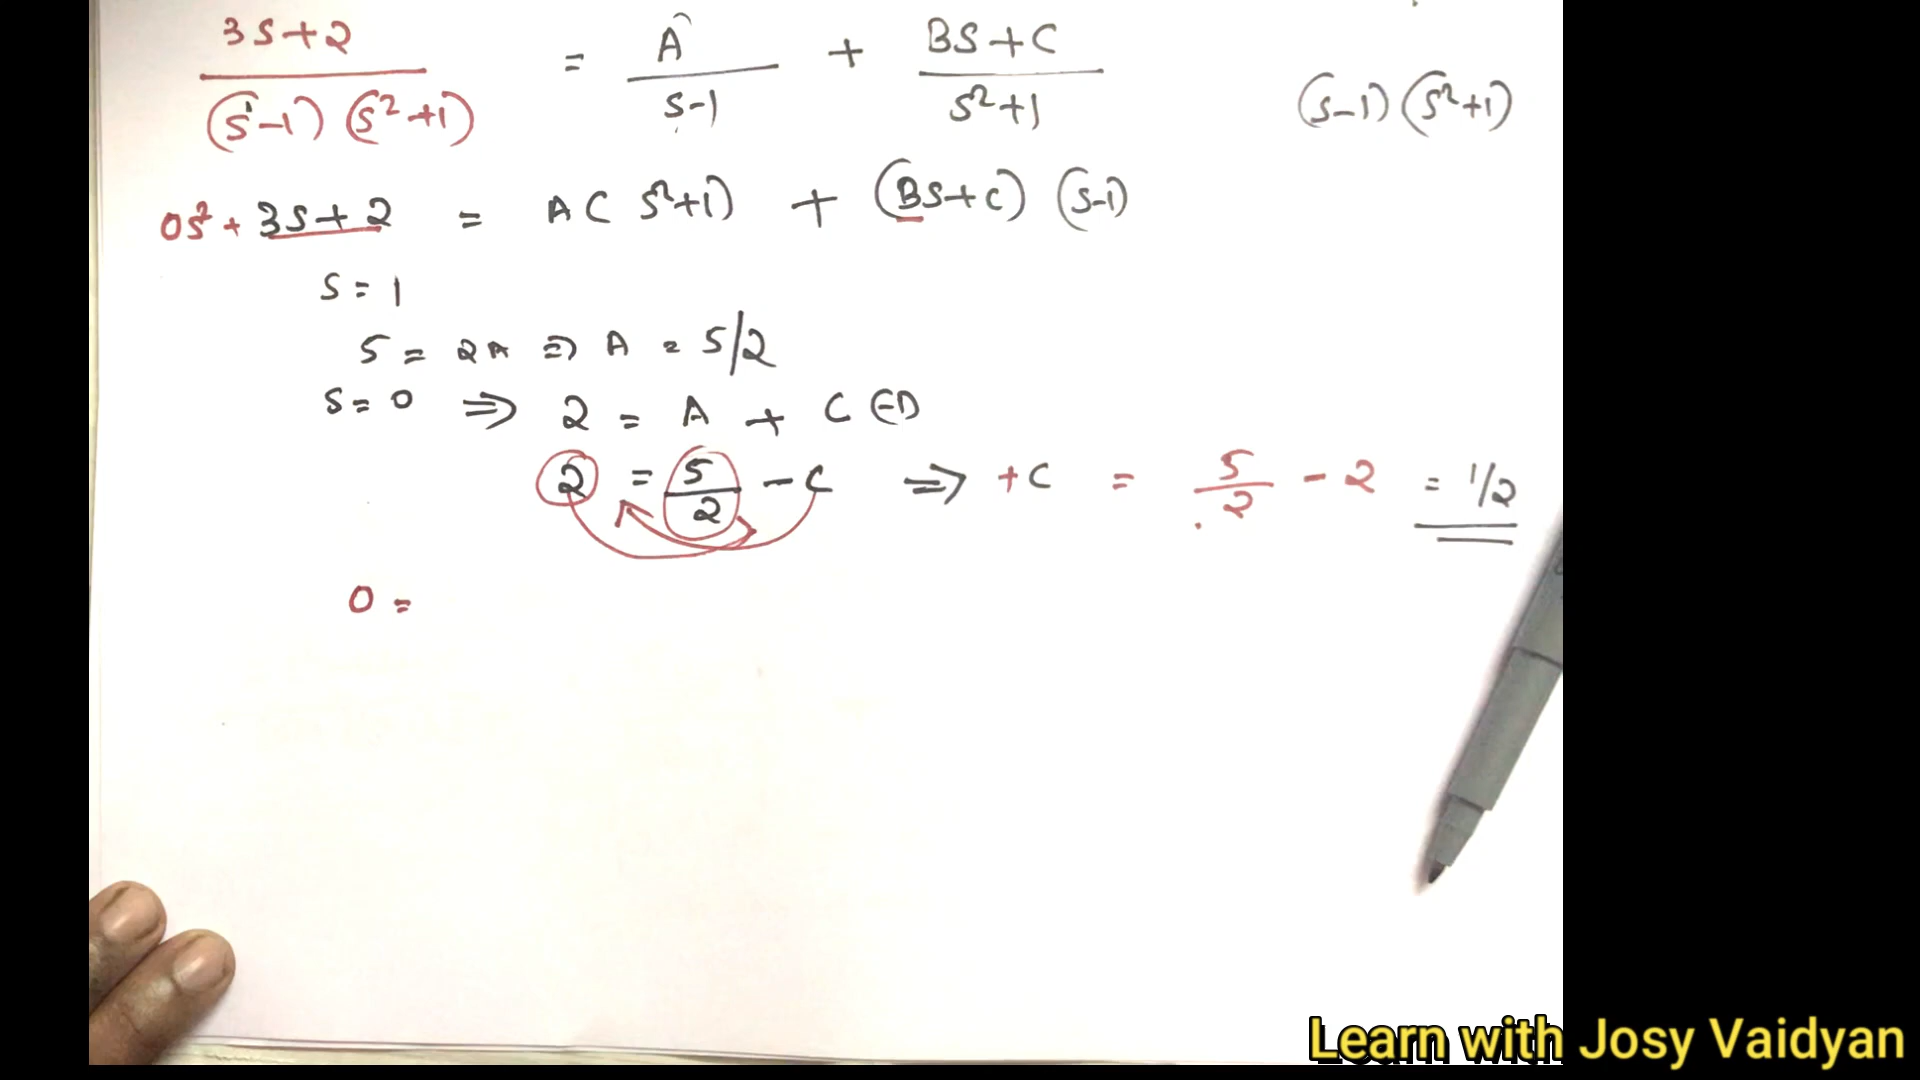 3s+2 / (s-1) (s²+1) = A / s-1 + Bs+C / s²+1 (s-1) (s²+1)
0s² + 3s+2 = A( s²+1) + (Bs+c) (s-1)
s = 1
5 = 2A ⇒ A = 5/2
s = 0 ⇒ 2 = A + C (-1)
2 = 5/2 - C ⇒ +C = 5/2 - 2 = 1/2
0 =
Learn with Josy Vaidyan